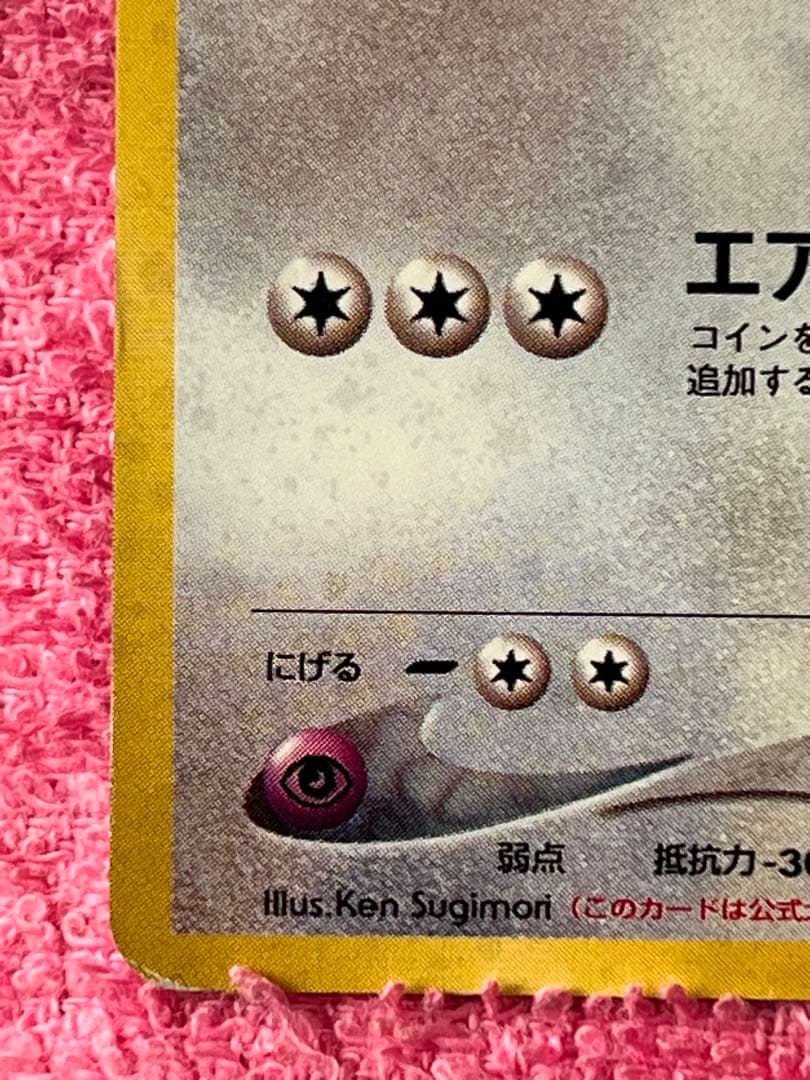 エア
コインを
追加する
にげる
弱点 抵抗力 -30
Illus.Ken Sugimori (このカードは公式